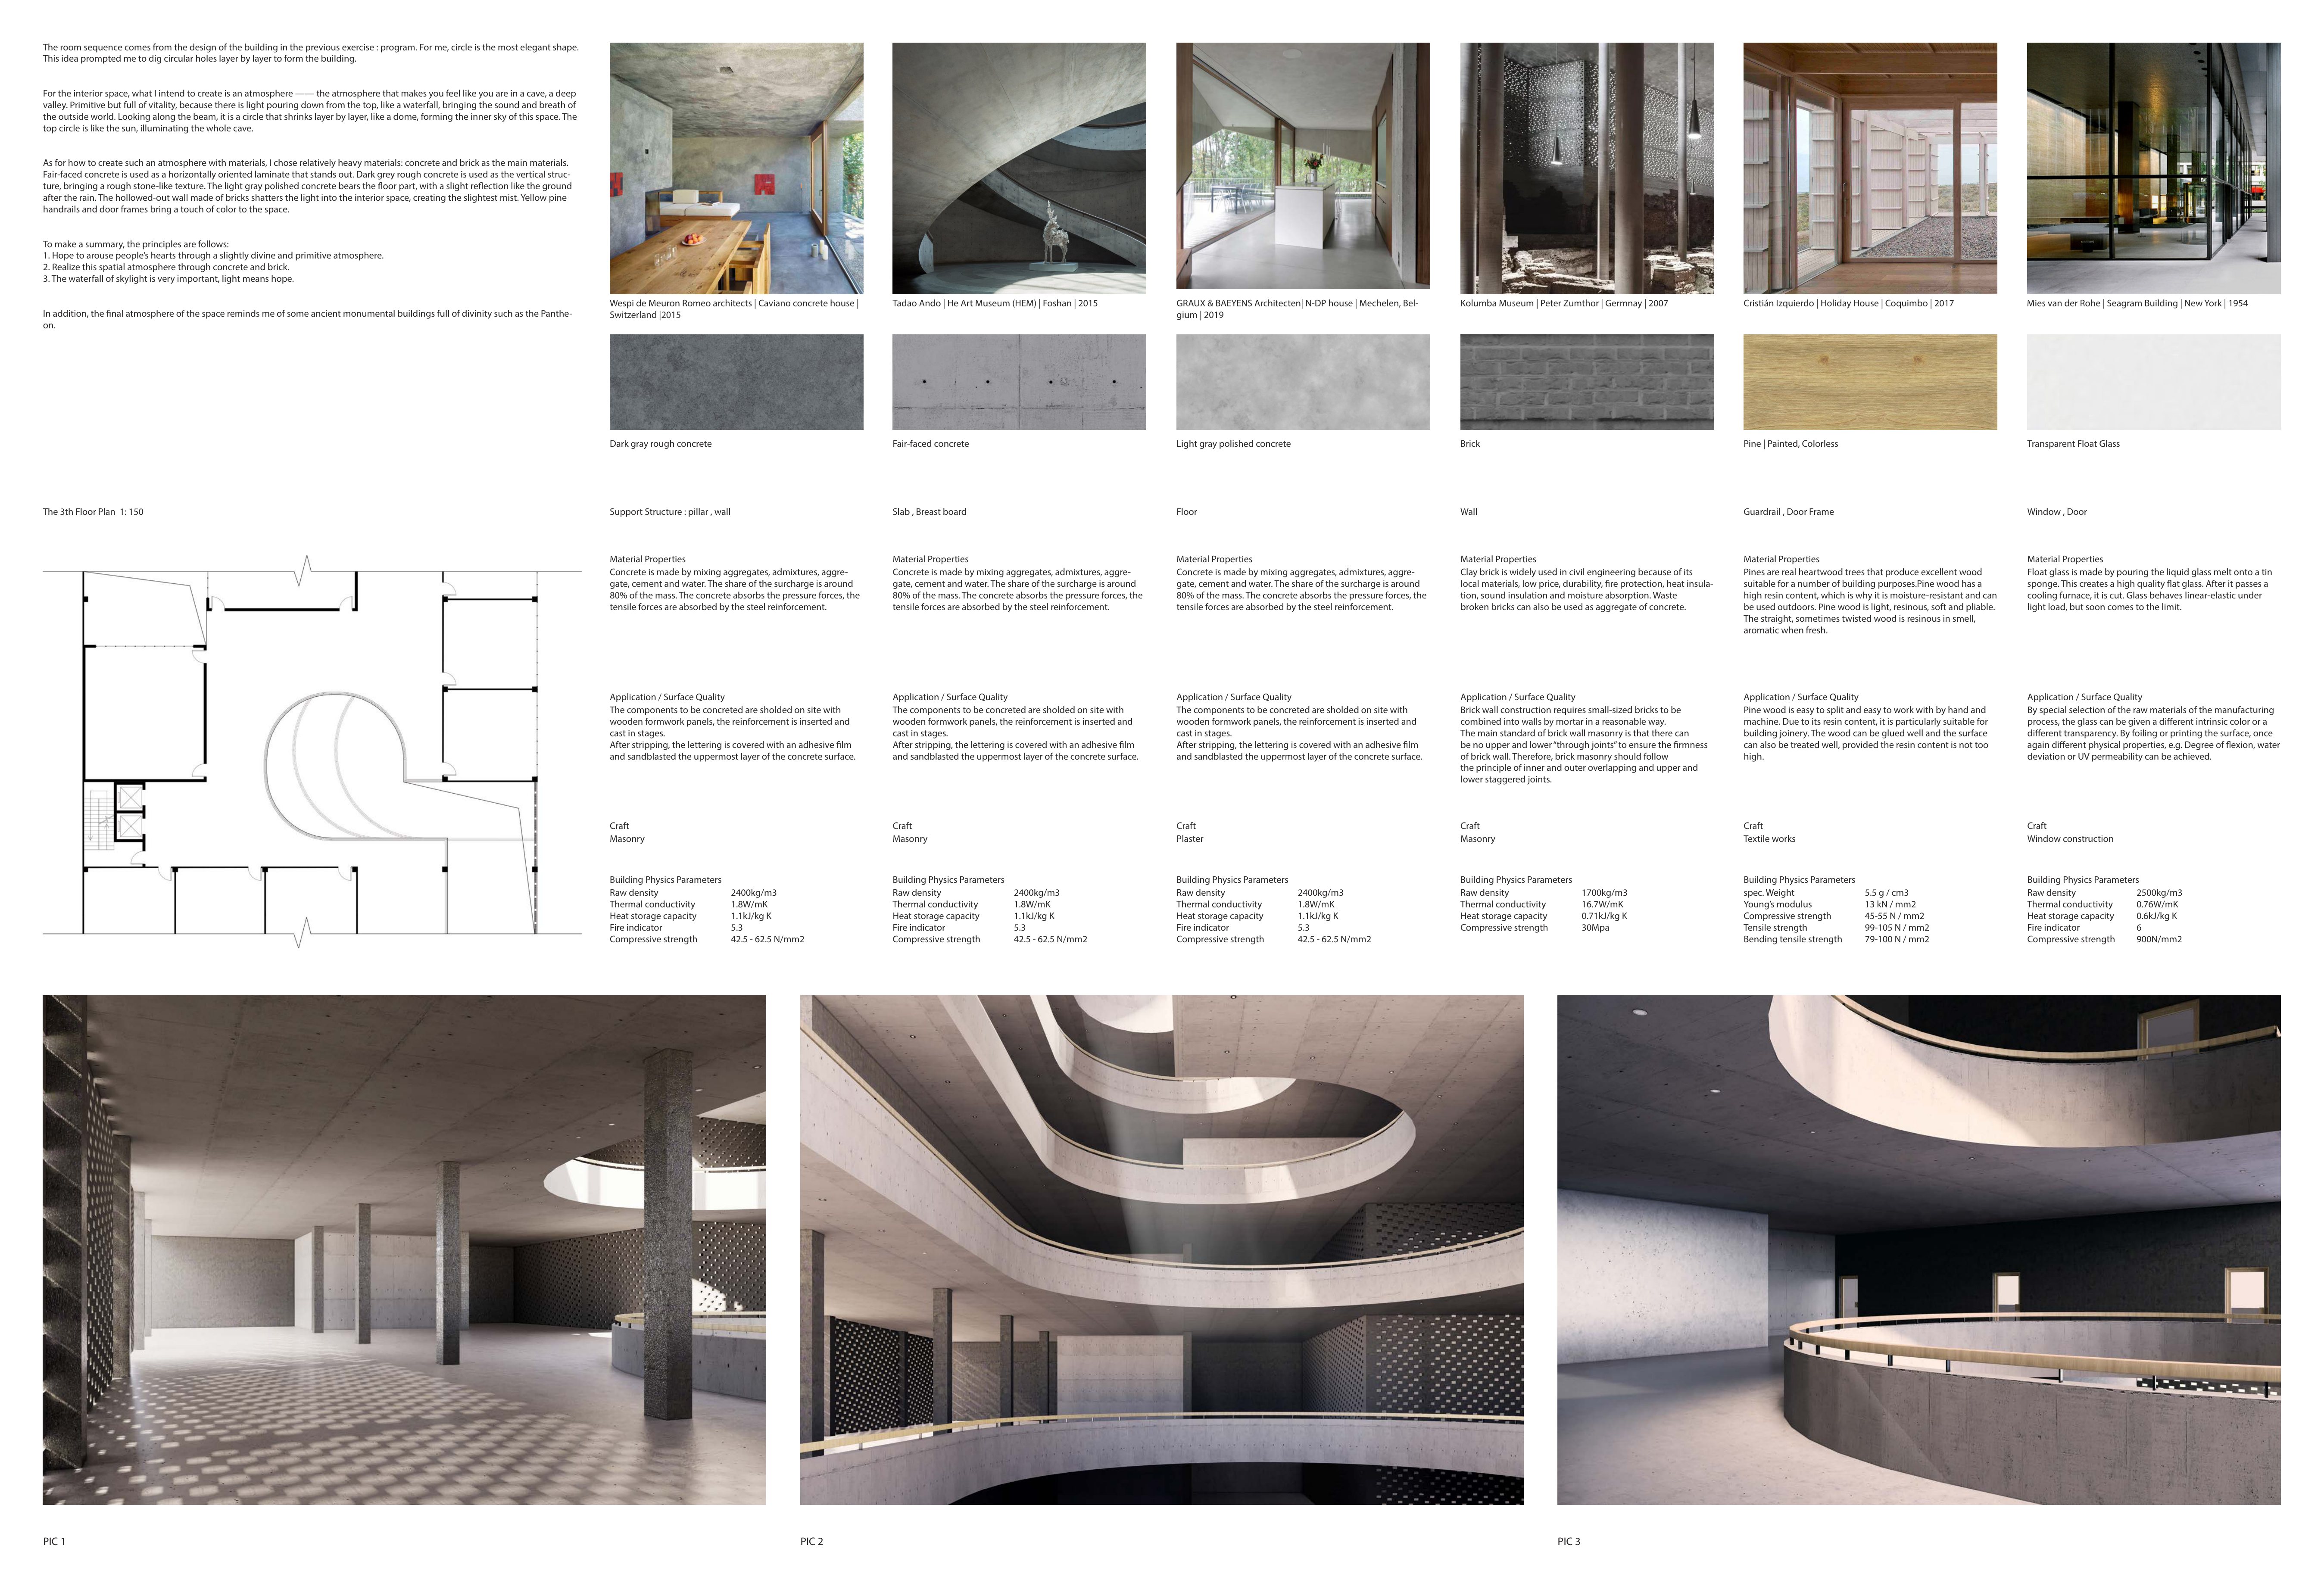 The room sequence comes from the design of the building in the previous exercise : program. For me, circle is the most elegant shape.
This idea prompted me to dig circular holes layer by layer to form the building.
For the interior space, what I intend to create is an atmosphere —— the atmosphere that makes you feel like you are in a cave, a deep
valley. Primitive but full of vitality, because there is light pouring down from the top, like a waterfall, bringing the sound and breath of
the outside world. Looking along the beam, it is a circle that shrinks layer by layer, like a dome, forming the inner sky of this space. The
top circle is like the sun, illuminating the whole cave.
As for how to create such an atmosphere with materials, I chose relatively heavy materials: concrete and brick as the main materials.
Fair-faced concrete is used as a horizontally oriented laminate that stands out. Dark grey rough concrete is used as the vertical struc-
ture, bringing a rough stone-like texture. The light gray polished concrete bears the floor part, with a slight reflection like the ground
after the rain. The hollowed-out wall made of bricks shatters the light into the interior space, creating the slightest mist. Yellow pine
handrails and door frames bring a touch of color to the space.
To make a summary, the principles are follows:
1. Hope to arouse people's hearts through a slightly divine and primitive atmosphere.
2. Realize this spatial atmosphere through concrete and brick.
3. The waterfall of skylight is very important, light means hope.
In addition, the final atmosphere of the space reminds me of some ancient monumental buildings full of divinity such as the Panthe-
on.
Wespi de Meuron Romeo architects | Caviano concrete house |
Switzerland |2015
Tadao Ando | He Art Museum (HEM) | Foshan | 2015
GRAUX & BAEYENS Architecten| N-DP house | Mechelen, Bel-
gium | 2019
Kolumba Museum | Peter Zumthor | Germnay | 2007
Cristián Izquierdo | Holiday House | Coquimbo | 2017
Mies van der Rohe | Seagram Building | New York | 1954
Dark gray rough concrete
Fair-faced concrete
Light gray polished concrete
Brick
Pine | Painted, Colorless
Transparent Float Glass
The 3th Floor Plan 1: 150
Support Structure : pillar , wall
Slab , Breast board
Floor
Wall
Guardrail , Door Frame
Window , Door
Material Properties
Concrete is made by mixing aggregates, admixtures, aggre-
gate, cement and water. The share of the surcharge is around
80% of the mass. The concrete absorbs the pressure forces, the
tensile forces are absorbed by the steel reinforcement.
Material Properties
Concrete is made by mixing aggregates, admixtures, aggre-
gate, cement and water. The share of the surcharge is around
80% of the mass. The concrete absorbs the pressure forces, the
tensile forces are absorbed by the steel reinforcement.
Material Properties
Concrete is made by mixing aggregates, admixtures, aggre-
gate, cement and water. The share of the surcharge is around
80% of the mass. The concrete absorbs the pressure forces, the
tensile forces are absorbed by the steel reinforcement.
Material Properties
Clay brick is widely used in civil engineering because of its
local materials, low price, durability, fire protection, heat insula-
tion, sound insulation and moisture absorption. Waste
broken bricks can also be used as aggregate of concrete.
Material Properties
Pines are real heartwood trees that produce excellent wood
suitable for a number of building purposes.Pine wood has a
high resin content, which is why it is moisture-resistant and can
be used outdoors. Pine wood is light, resinous, soft and pliable.
The straight, sometimes twisted wood is resinous in smell,
aromatic when fresh.
Material Properties
Float glass is made by pouring the liquid glass melt onto a tin
sponge. This creates a high quality flat glass. After it passes a
cooling furnace, it is cut. Glass behaves linear-elastic under
light load, but soon comes to the limit.
Application / Surface Quality
The components to be concreted are sholded on site with
wooden formwork panels, the reinforcement is inserted and
cast in stages.
After stripping, the lettering is covered with an adhesive film
and sandblasted the uppermost layer of the concrete surface.
Application / Surface Quality
The components to be concreted are sholded on site with
wooden formwork panels, the reinforcement is inserted and
cast in stages.
After stripping, the lettering is covered with an adhesive film
and sandblasted the uppermost layer of the concrete surface.
Application / Surface Quality
The components to be concreted are sholded on site with
wooden formwork panels, the reinforcement is inserted and
cast in stages.
After stripping, the lettering is covered with an adhesive film
and sandblasted the uppermost layer of the concrete surface.
Application / Surface Quality
Brick wall construction requires small-sized bricks to be
combined into walls by mortar in a reasonable way.
The main standard of brick wall masonry is that there can
be no upper and lower "through joints" to ensure the firmness
of brick wall. Therefore, brick masonry should follow
the principle of inner and outer overlapping and upper and
lower staggered joints.
Application / Surface Quality
Pine wood is easy to split and easy to work with by hand and
machine. Due to its resin content, it is particularly suitable for
building joinery. The wood can be glued well and the surface
can also be treated well, provided the resin content is not too
high.
Application / Surface Quality
By special selection of the raw materials of the manufacturing
process, the glass can be given a different intrinsic color or a
different transparency. By foiling or printing the surface, once
again different physical properties, e.g. Degree of flexion, water
deviation or UV permeability can be achieved.
Craft
Masonry
Craft
Masonry
Craft
Plaster
Craft
Masonry
Craft
Textile works
Craft
Window construction
Building Physics Parameters
Raw density 2400kg/m3
Thermal conductivity 1.8W/mK
Heat storage capacity 1.1kJ/kg K
Fire indicator 5.3
Compressive strength 42.5 - 62.5 N/mm2
Building Physics Parameters
Raw density 2400kg/m3
Thermal conductivity 1.8W/mK
Heat storage capacity 1.1kJ/kg K
Fire indicator 5.3
Compressive strength 42.5 - 62.5 N/mm2
Building Physics Parameters
Raw density 2400kg/m3
Thermal conductivity 1.8W/mK
Heat storage capacity 1.1kJ/kg K
Fire indicator 5.3
Compressive strength 42.5 - 62.5 N/mm2
Building Physics Parameters
Raw density 1700kg/m3
Thermal conductivity 16.7W/mK
Heat storage capacity 0.71kJ/kg K
Compressive strength 30Mpa
Building Physics Parameters
spec. Weight 5.5 g / cm3
Young's modulus 13 kN / mm2
Compressive strength 45-55 N / mm2
Tensile strength 99-105 N / mm2
Bending tensile strength 79-100 N / mm2
Building Physics Parameters
Raw density 2500kg/m3
Thermal conductivity 0.76W/mK
Heat storage capacity 0.6kJ/kg K
Fire indicator 6
Compressive strength 900N/mm2
PIC 1
PIC 2
PIC 3